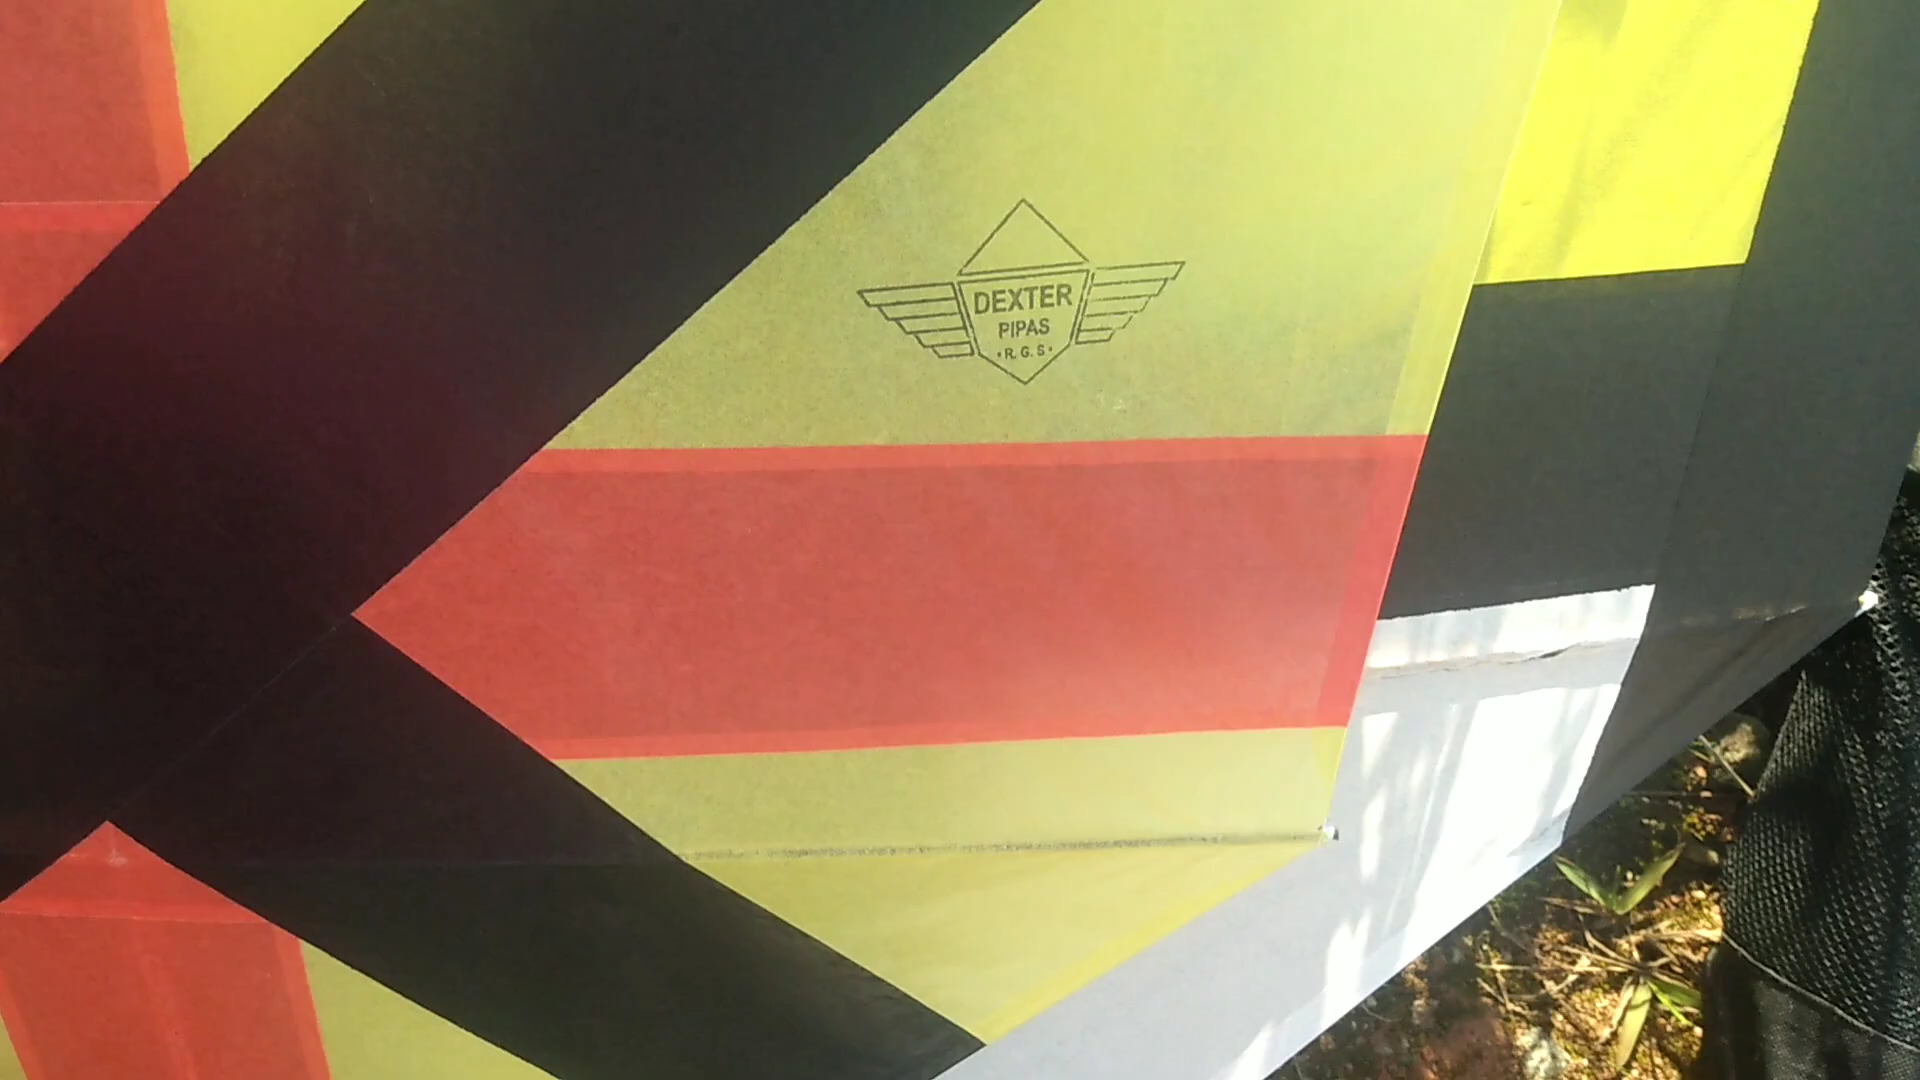 DEXTER
PIPAS
• R. G. S •